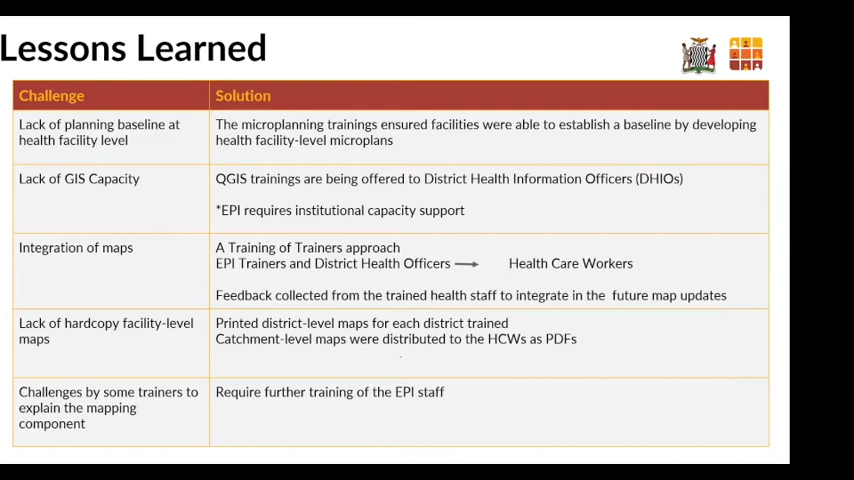 Lessons Learned
Challenge
Solution
Lack of planning baseline at
health facility level
The microplanning trainings ensured facilities were able to establish a baseline by developing
health facility-level microplans
Lack of GIS Capacity
QGIS trainings are being offered to District Health Information Officers (DHIOs)
*EPI requires institutional capacity support
Integration of maps
A Training of Trainers approach
EPI Trainers and District Health Officers ⟶ Health Care Workers
Feedback collected from the trained health staff to integrate in the future map updates
Lack of hardcopy facility-level
maps
Printed district-level maps for each district trained
Catchment-level maps were distributed to the HCWs as PDFs
Challenges by some trainers to
explain the mapping
component
Require further training of the EPI staff